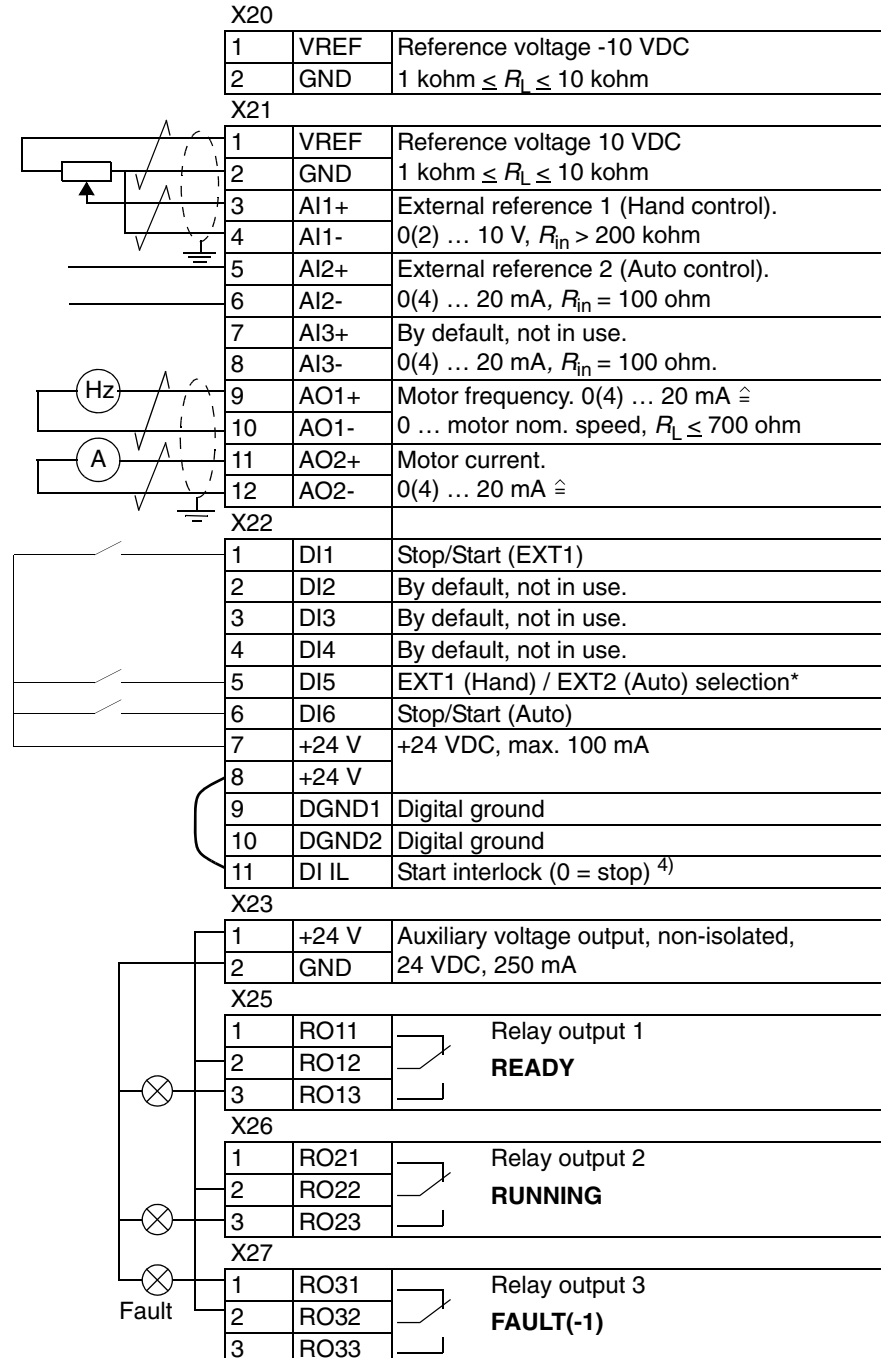 X20
1 VREF Reference voltage -10 VDC
2 GND 1 kohm ≤ RL ≤ 10 kohm
X21
1 VREF Reference voltage 10 VDC
2 GND 1 kohm ≤ RL ≤ 10 kohm
3 AI1+ External reference 1 (Hand control).
4 AI1- 0(2) … 10 V, Rin > 200 kohm
5 AI2+ External reference 2 (Auto control).
6 AI2- 0(4) … 20 mA, Rin = 100 ohm
7 AI3+ By default, not in use.
8 AI3- 0(4) … 20 mA, Rin = 100 ohm.
Hz 9 AO1+ Motor frequency. 0(4) … 20 mA ≙
10 AO1- 0 … motor nom. speed, RL ≤ 700 ohm
A 11 AO2+ Motor current.
12 AO2- 0(4) … 20 mA ≙
X22
1 DI1 Stop/Start (EXT1)
2 DI2 By default, not in use.
3 DI3 By default, not in use.
4 DI4 By default, not in use.
5 DI5 EXT1 (Hand) / EXT2 (Auto) selection*
6 DI6 Stop/Start (Auto)
7 +24 V +24 VDC, max. 100 mA
8 +24 V
9 DGND1 Digital ground
10 DGND2 Digital ground
11 DI IL Start interlock (0 = stop) 4)
X23
1 +24 V Auxiliary voltage output, non-isolated,
2 GND 24 VDC, 250 mA
X25
1 RO11 Relay output 1
2 RO12 READY
3 RO13
X26
1 RO21 Relay output 2
2 RO22 RUNNING
3 RO23
X27
1 RO31 Relay output 3
Fault 2 RO32 FAULT(-1)
3 RO33